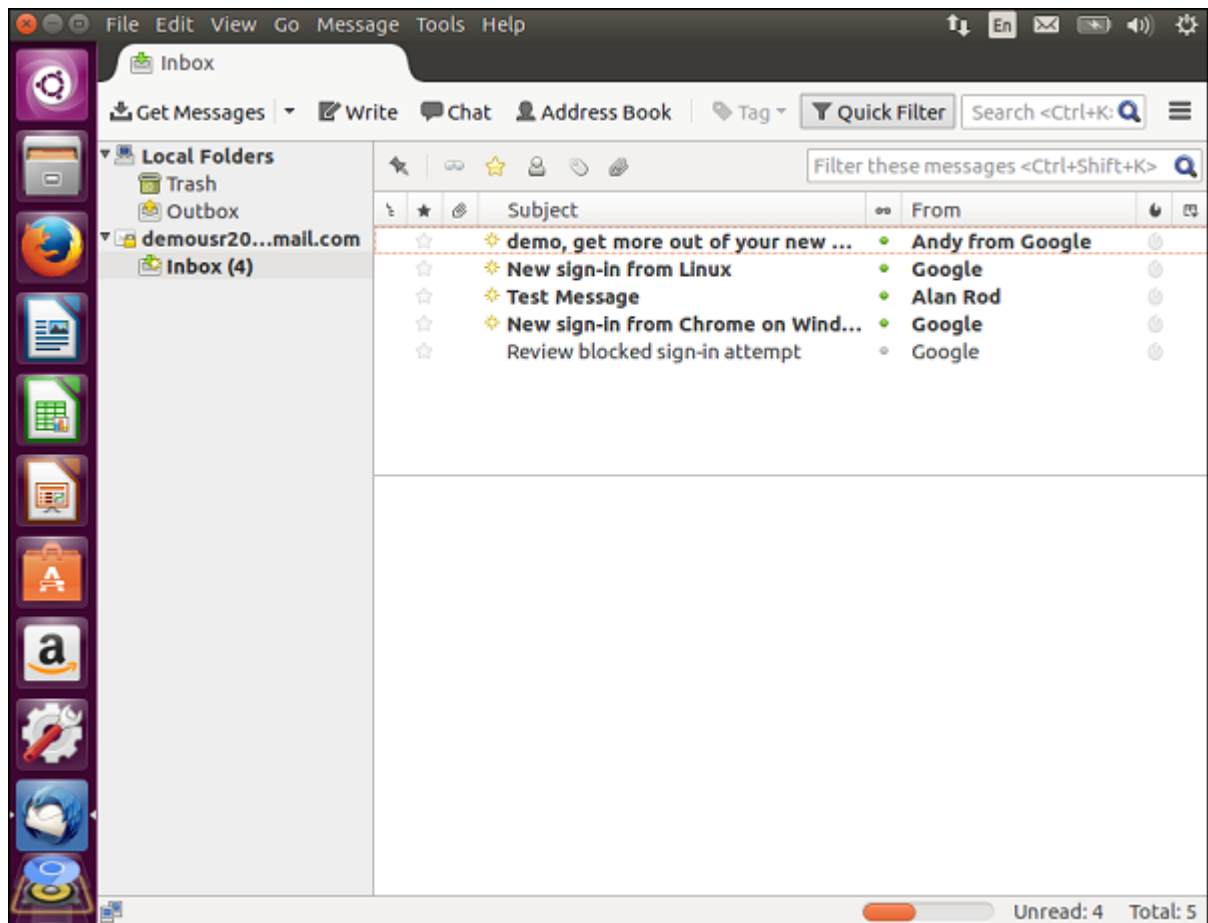 File Edit View Go Message Tools Help En
Inbox
Get Messages Write Chat Address Book Tag Quick Filter Search <Ctrl+K>
Local Folders
Filter these messages <Ctrl+Shift+K>
Trash
Outbox
Subject From
demousr20...mail.com
demo, get more out of your new ... Andy from Google
Inbox (4)
New sign-in from Linux Google
Test Message Alan Rod
New sign-in from Chrome on Wind... Google
Review blocked sign-in attempt Google
A
a
Unread: 4 Total: 5